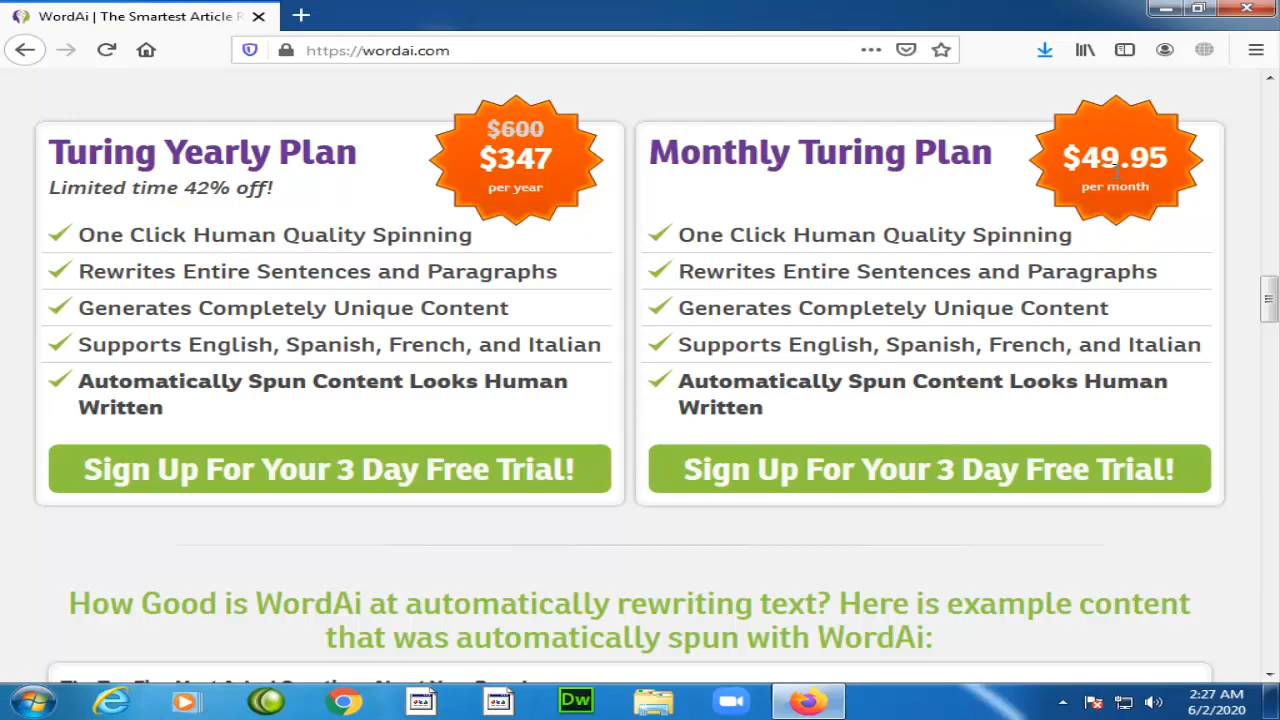 WordAi | The Smartest Article R
https://wordai.com
Turing Yearly Plan
$600
$347
per year
Limited time 42% off!
One Click Human Quality Spinning
Rewrites Entire Sentences and Paragraphs
Generates Completely Unique Content
Supports English, Spanish, French, and Italian
Automatically Spun Content Looks Human
Written
Sign Up For Your 3 Day Free Trial!
Monthly Turing Plan
$49.95
per month
One Click Human Quality Spinning
Rewrites Entire Sentences and Paragraphs
Generates Completely Unique Content
Supports English, Spanish, French, and Italian
Automatically Spun Content Looks Human
Written
Sign Up For Your 3 Day Free Trial!
How Good is WordAi at automatically rewriting text? Here is example content
that was automatically spun with WordAi:
Dw
2:27 AM
6/2/2020